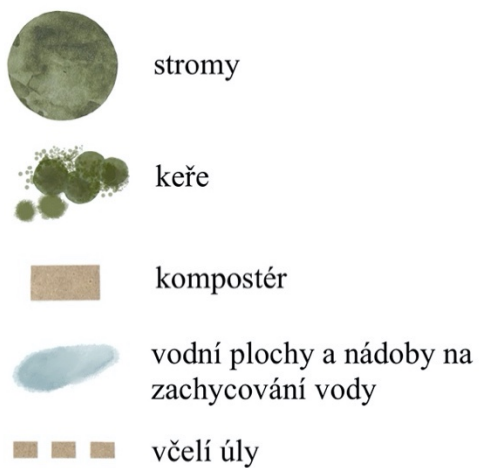 stromy
keře
kompostér
vodní plochy a nádoby na
zachycování vody
včelí úly